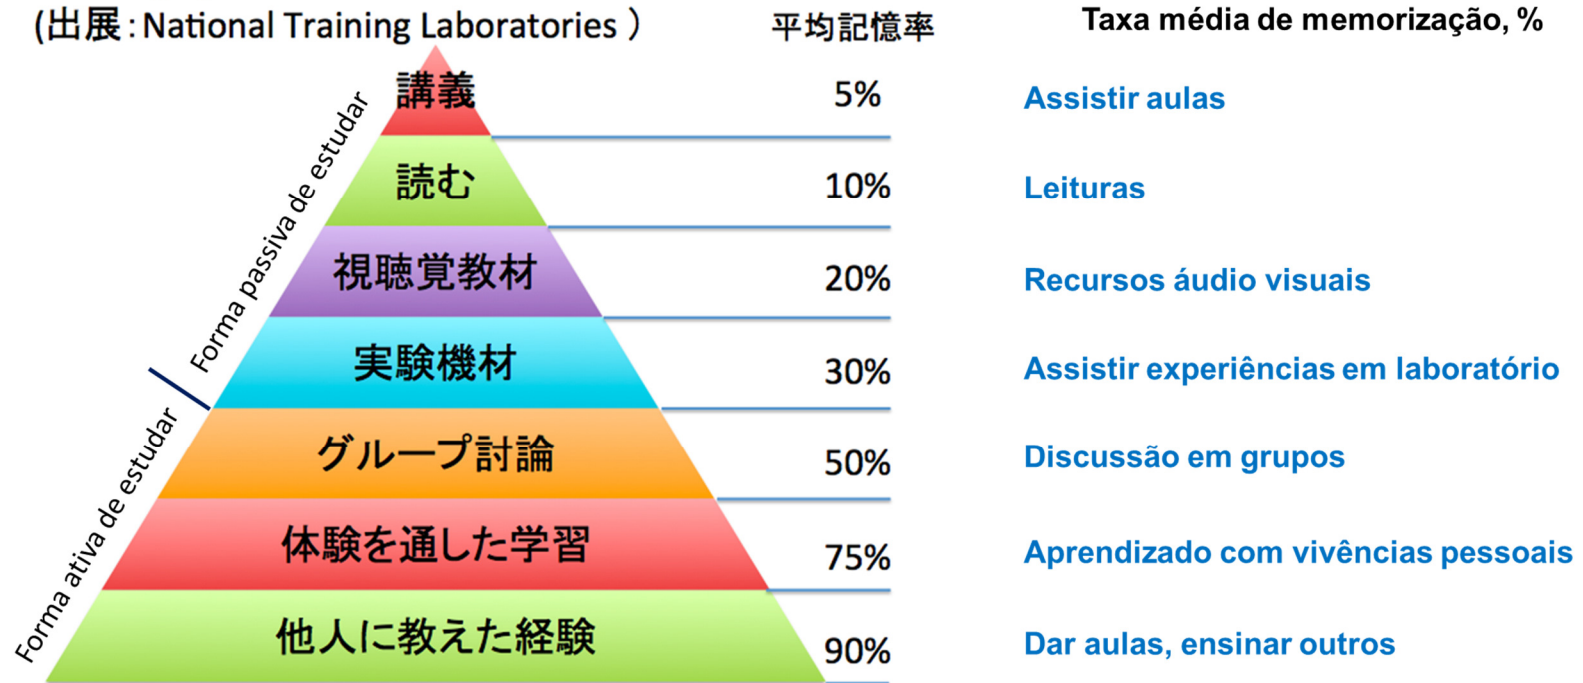 (出展：National Training Laboratories ）
平均記憶率
Taxa média de memorização, %
講義
5%
Assistir aulas
読む
10%
Leituras
視聴覚教材
20%
Recursos áudio visuais
実験機材
30%
Assistir experiências em laboratório
グループ討論
50%
Discussão em grupos
体験を通した学習
75%
Aprendizado com vivências pessoais
他人に教えた経験
90%
Dar aulas, ensinar outros
Forma passiva de estudar
Forma ativa de estudar